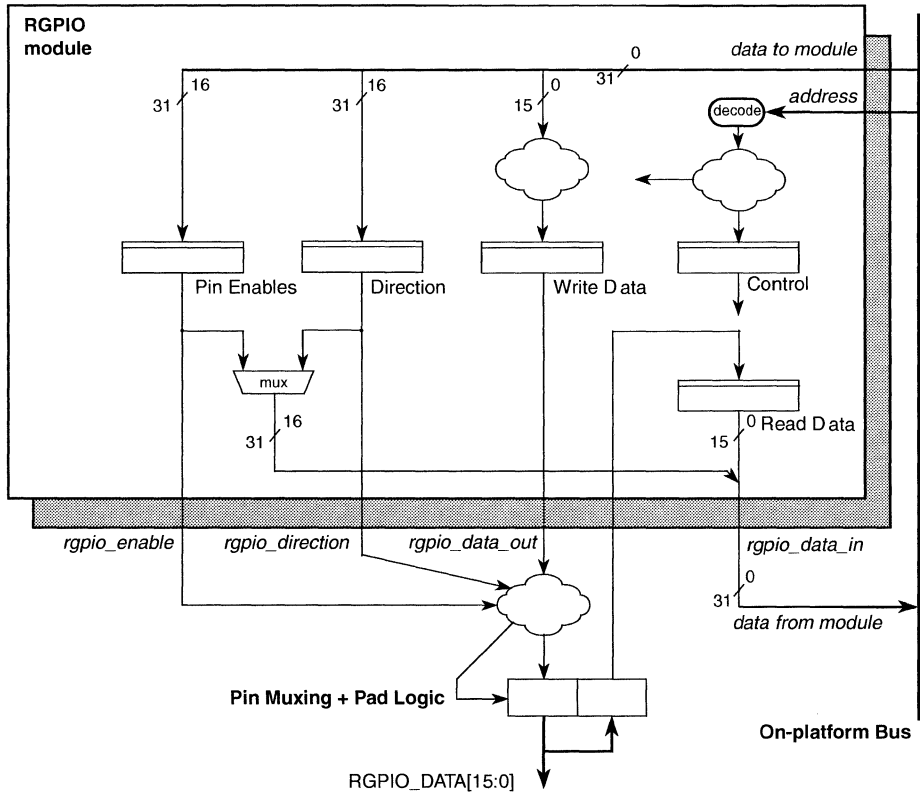 RGPIO
module
data to module
31 0
31 16
31 16
15 0
address
decode
Pin Enables
Direction
Write Data
Control
mux
31 16
Read Data
15 0
rgpio_enable
rgpio_direction
rgpio_data_out
rgpio_data_in
31 0
data from module
Pin Muxing + Pad Logic
On-platform Bus
RGPIO_DATA[15:0]